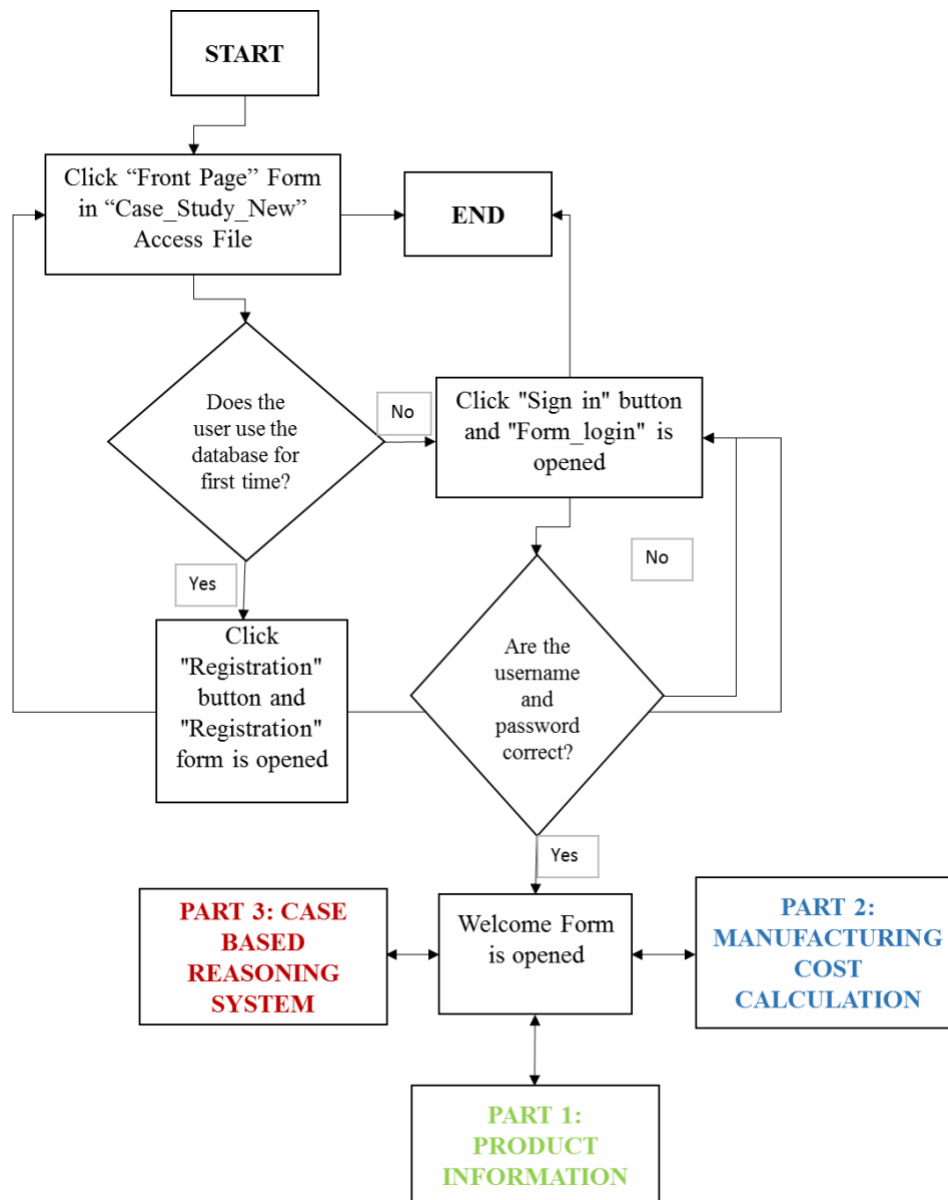 START
Click “Front Page” Form
in “Case_Study_New”
Access File
END
Does the
user use the
database for
first time?
No
Click "Sign in" button
and "Form_login" is
opened
Yes
No
Click
"Registration"
button and
"Registration"
form is opened
Are the
username
and
password
correct?
Yes
PART 3: CASE
BASED
REASONING
SYSTEM
Welcome Form
is opened
PART 2:
MANUFACTURING
COST
CALCULATION
PART 1:
PRODUCT
INFORMATION